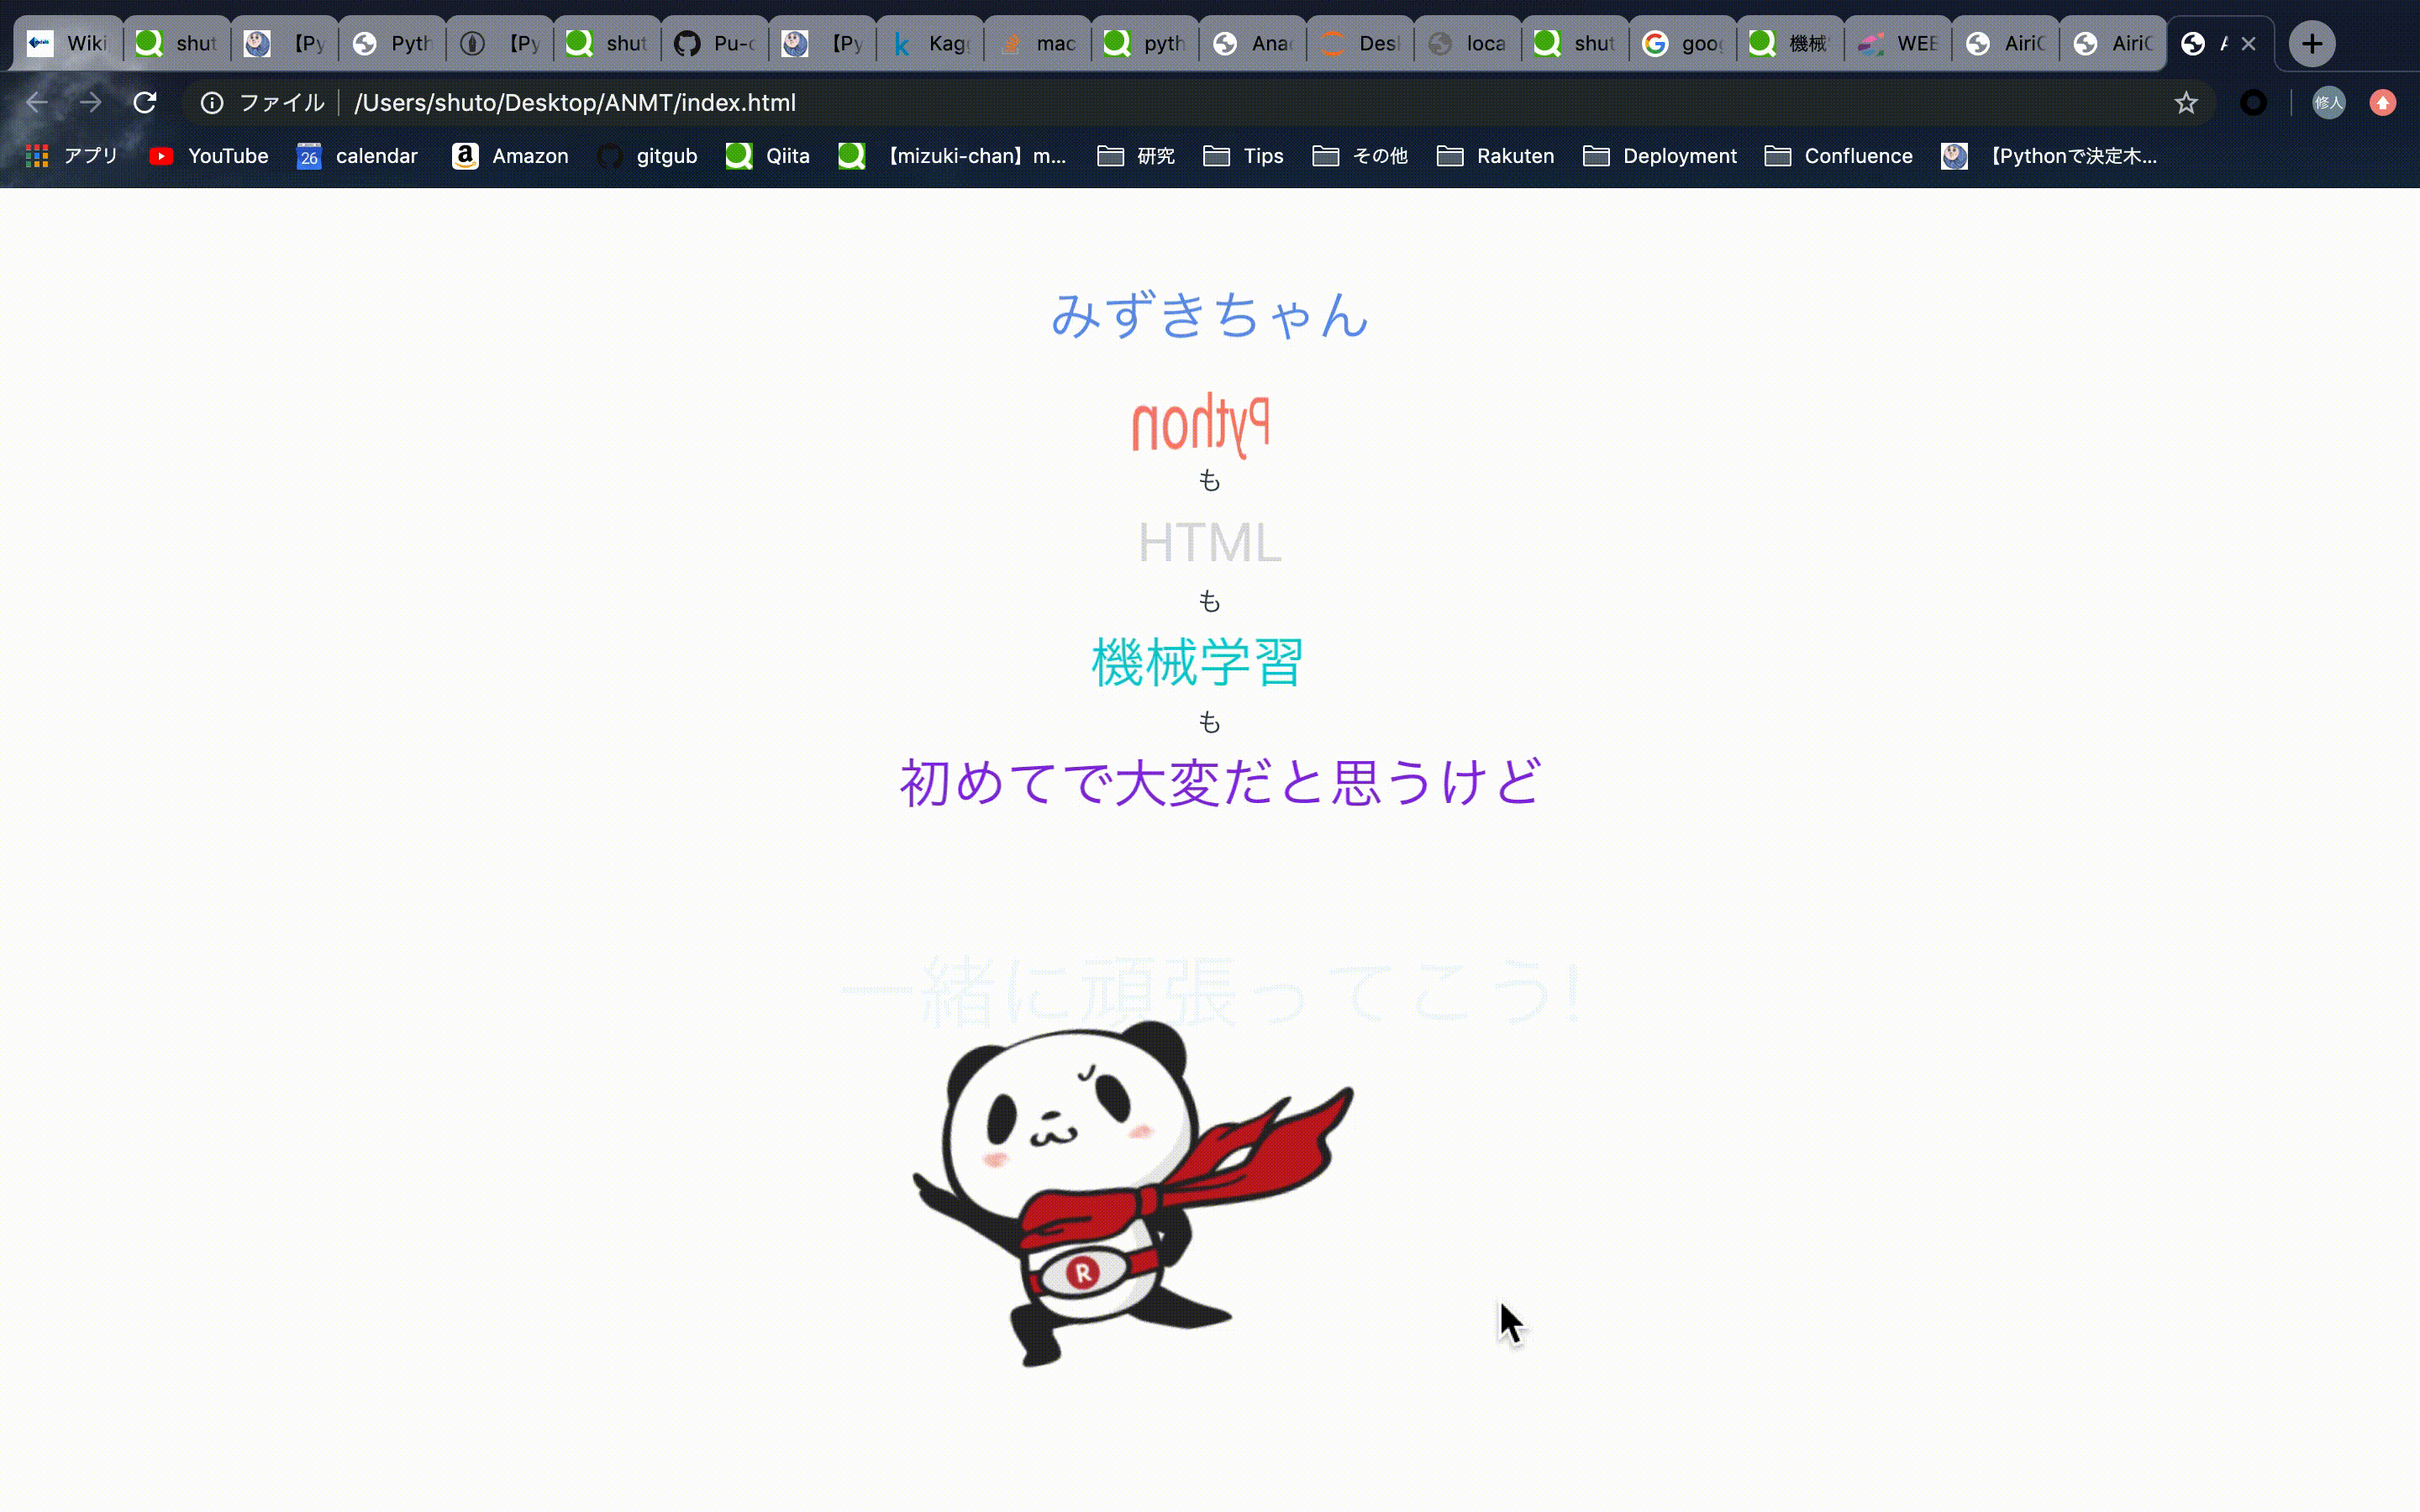 Wiki shut 【Py Pyth 【Py shut Pu-c 【Py Kagg mac pyth Ana Des loca shut goo 機械 WEE AiriC AiriC
ファイル /Users/shuto/Desktop/ANMT/index.html 修人
アプリ YouTube 26 calendar Amazon gitgub Qiita 【mizuki-chan】m... 研究 Tips その他 Rakuten Deployment Confluence 【Pythonで決定木...
みずきちゃん
Python
も
HTML
も
機械学習
も
初めてで大変だと思うけど
一緒に頑張ってこう!
R